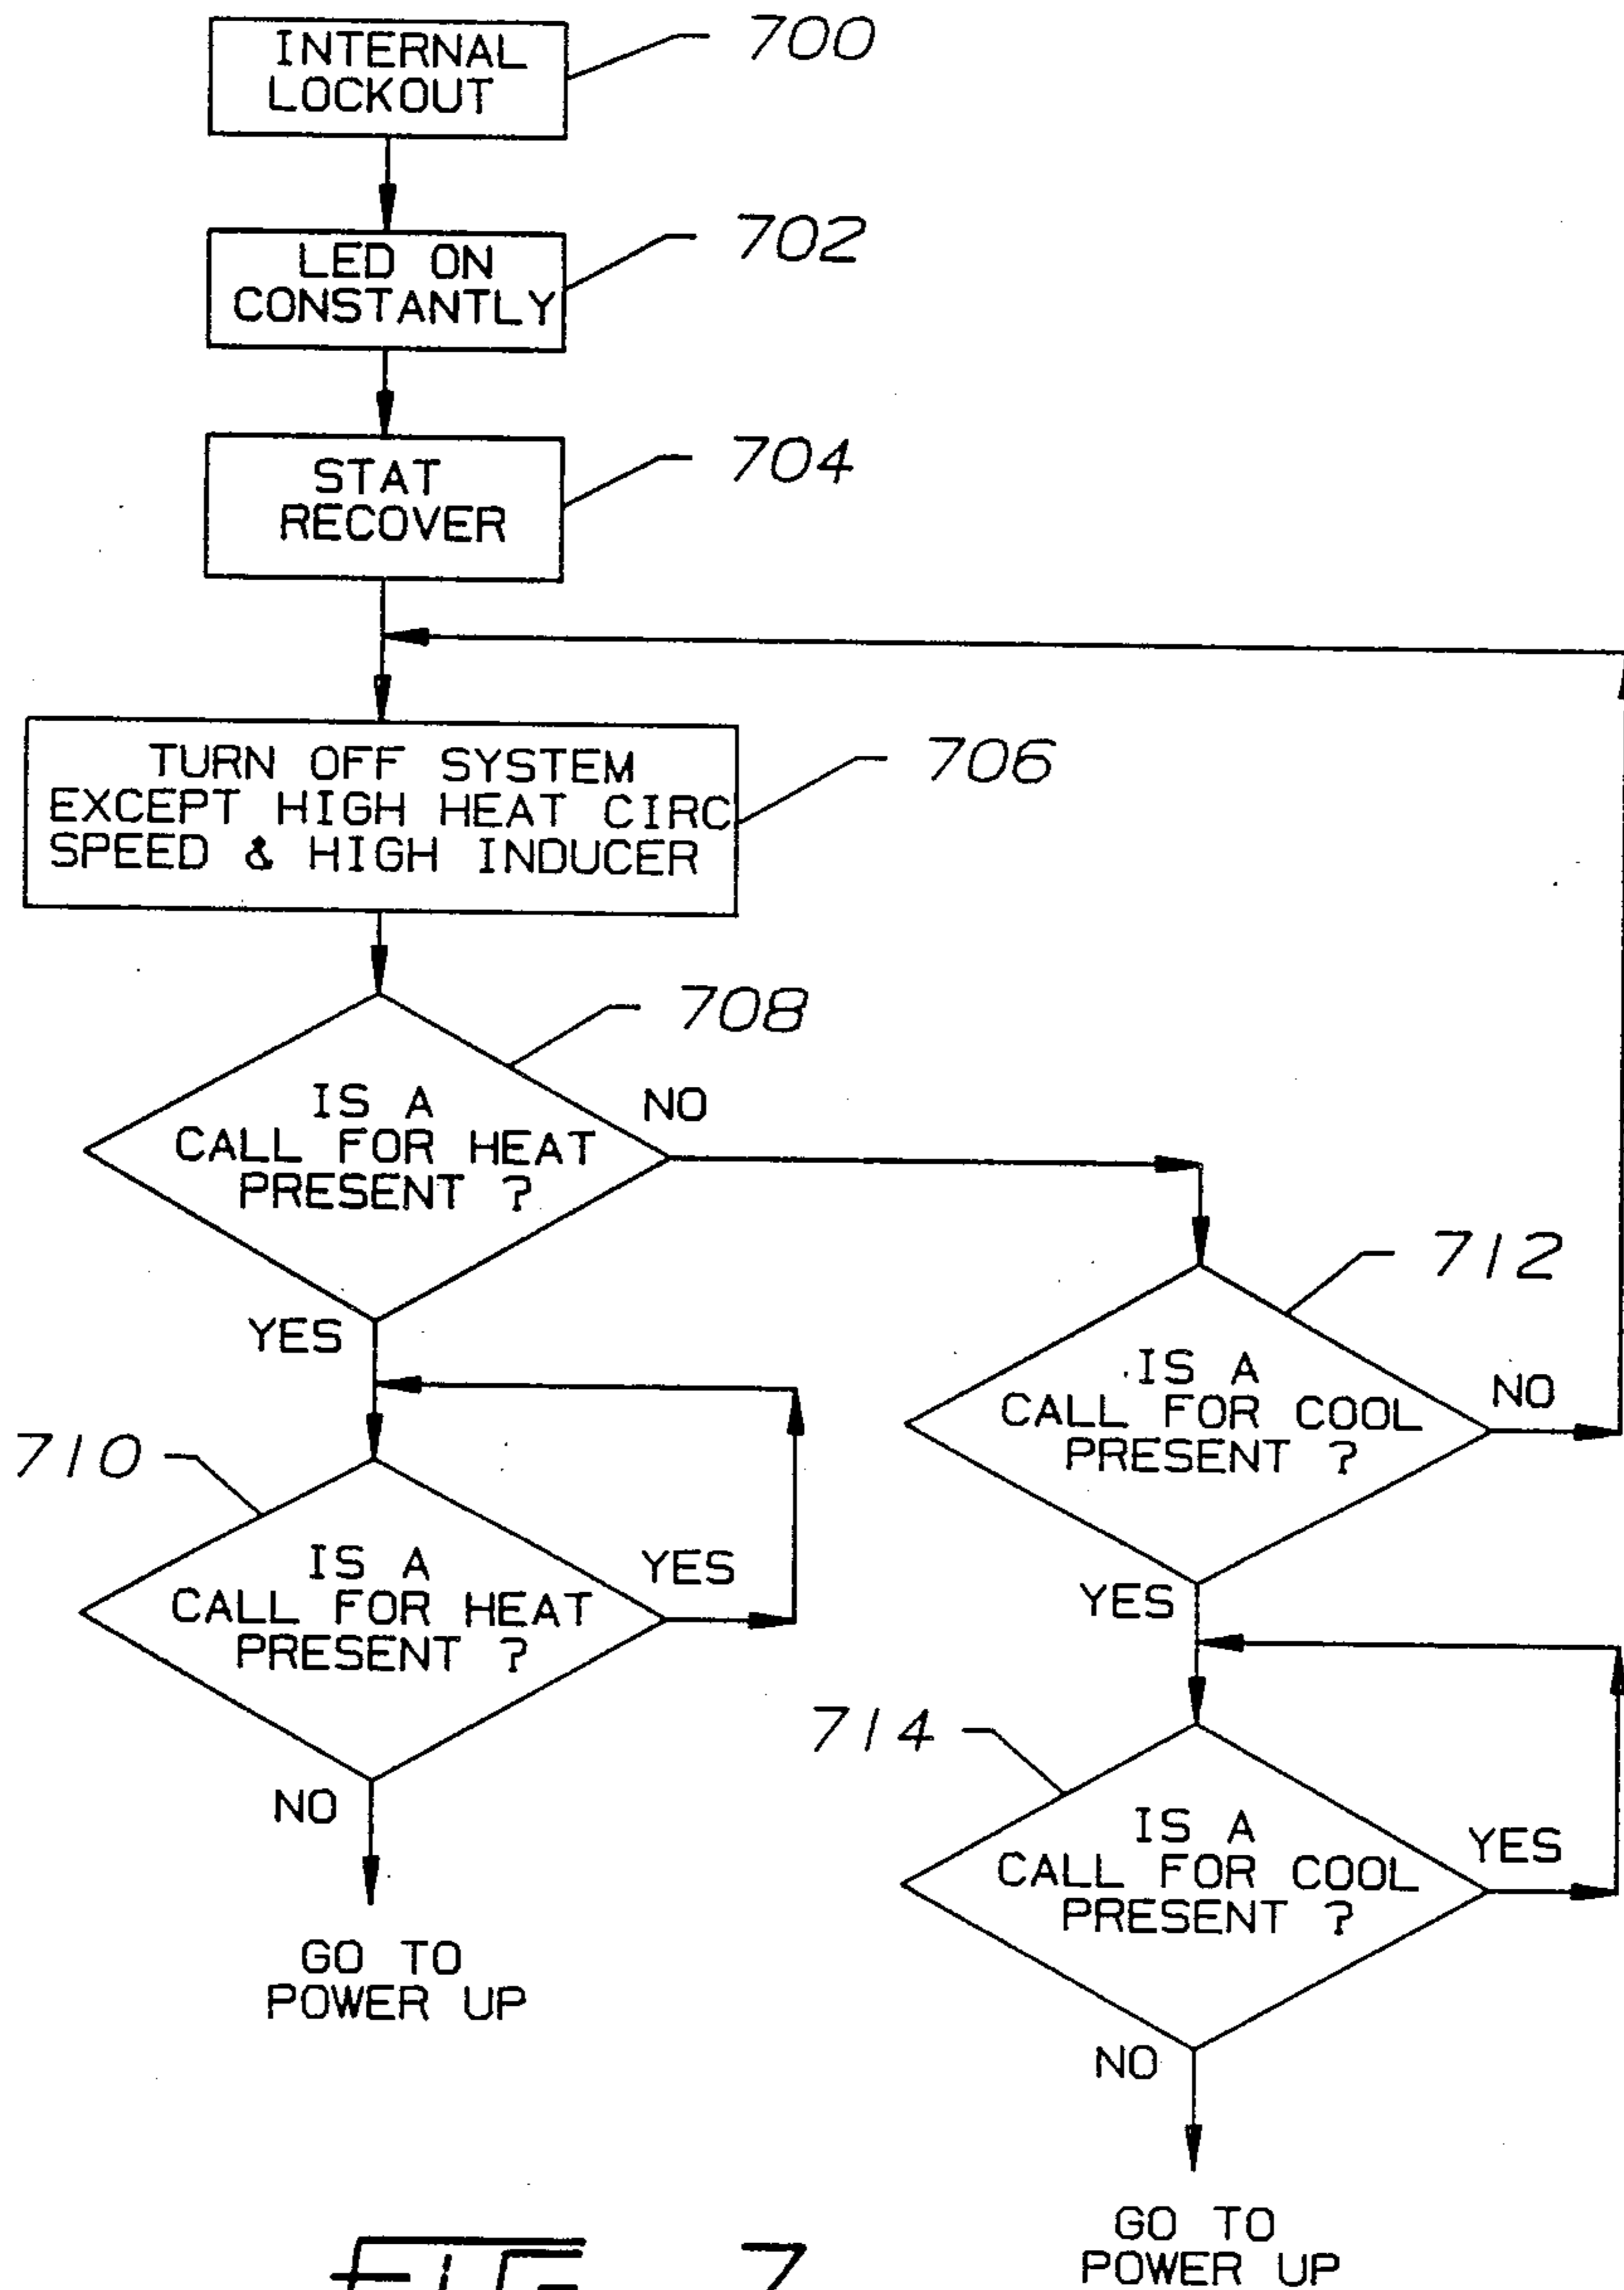 INTERNAL
LOCKOUT
700
LED ON
CONSTANTLY
702
STAT
RECOVER
704
TURN OFF SYSTEM
EXCEPT HIGH HEAT CIRC
SPEED & HIGH INDUCER
706
708
IS A
CALL FOR HEAT
PRESENT ?
NO
YES
712
IS A
CALL FOR COOL
PRESENT ?
NO
YES
710
IS A
CALL FOR HEAT
PRESENT ?
YES
NO
GO TO
POWER UP
714
IS A
CALL FOR COOL
PRESENT ?
YES
NO
GO TO
POWER UP
FIG 7